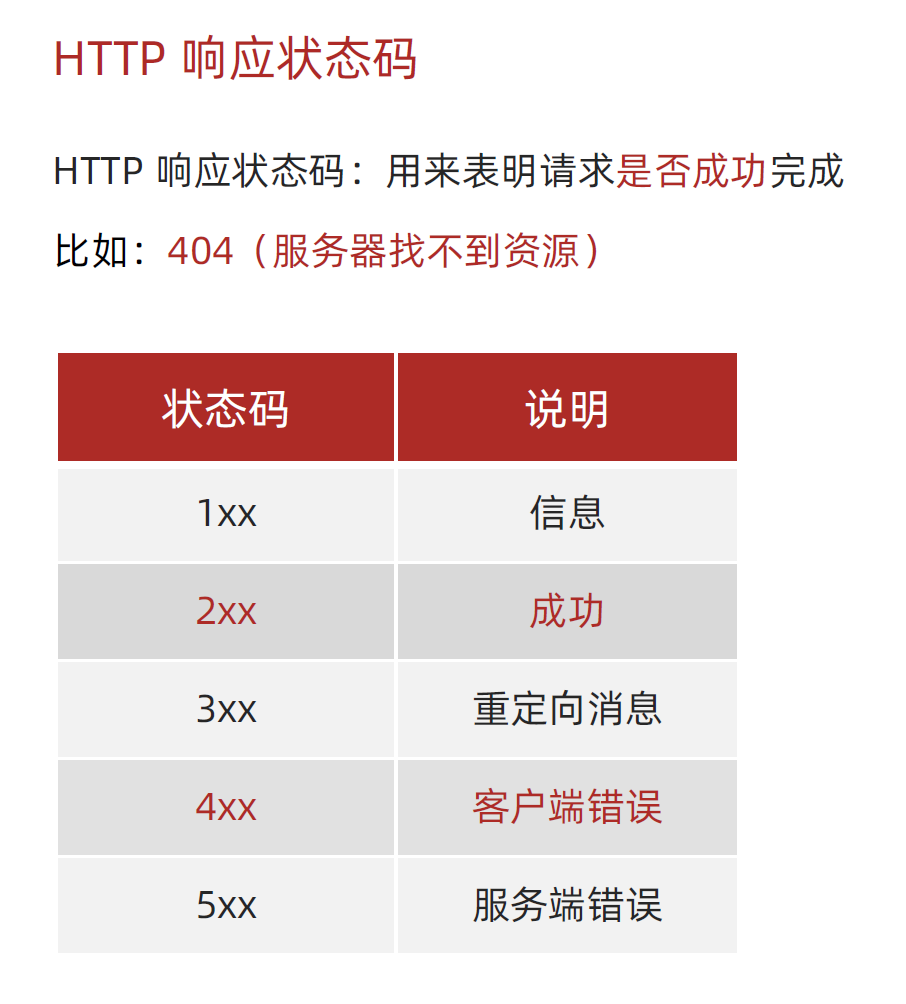 HTTP 响应状态码
HTTP 响应状态码：用来表明请求是否成功完成
比如：404（服务器找不到资源）
状态码 说明
1xx 信息
2xx 成功
3xx 重定向消息
4xx 客户端错误
5xx 服务端错误